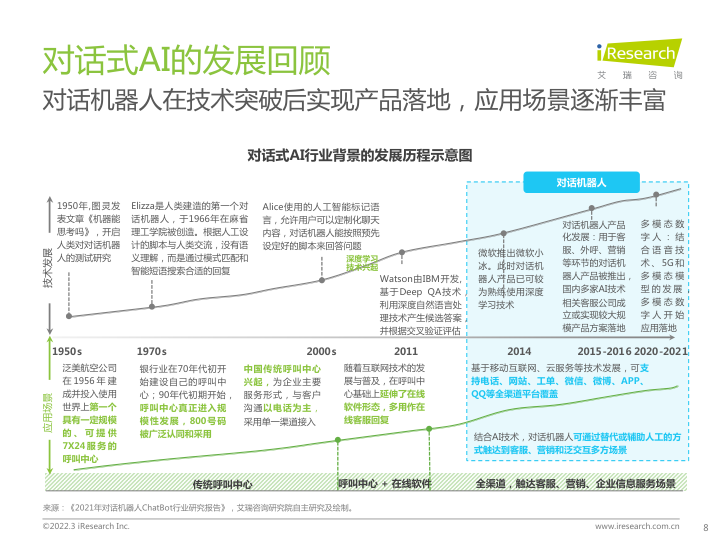 对话式AI的发展回顾
iResearch
艾 瑞 咨 询
对话机器人在技术突破后实现产品落地，应用场景逐渐丰富
对话式AI行业背景的发展历程示意图
对话机器人
技术发展
1950年,图灵发
表文章《机器能
思考吗》，开启
人类对对话机器
人的测试研究
Elizza是人类建造的第一个对
话机器人，于1966年在麻省
理工学院被创造。根据人工设
计的脚本与人类交流，没有语
义理解，而是通过模式匹配和
智能短语搜索合适的回复
Alice使用的人工智能标记语
言，允许用户可以定制化聊天
内容，对话机器人能按照预先
设定好的脚本来回答问题
深度学习
技术兴起
Watson由IBM开发,
基于Deep QA技术
利用深度自然语言处
理技术产生候选答案
并根据交叉验证评估
微软推出微软小
冰。此时对话机
器人产品已可较
为熟练使用深度
学习技术
对话机器人产品
化发展：用于客
服、外呼、营销
等环节的对话机
器人产品被推出，
国内多家AI技术
相关客服公司成
立或实现较大规
模产品方案落地
多模态数
字人：结
合语音技
术、5G和
多模态模
型的发展，
多模态数
字人开始
应用落地
1950s
1970s
2000s
2011
2014
2015-2016
2020-2021
应用场景
泛美航空公司
在1956年建
成并投入使用
世界上第一个
具有一定规模
的、可提供
7X24服务的
呼叫中心
银行业在70年代初开
始建设自己的呼叫中
心；90年代初期开始，
呼叫中心真正进入规
模性发展，800号码
被广泛认同和采用
中国传统呼叫中心
兴起，为企业主要
服务形式，与客户
沟通以电话为主，
采用单一渠道接入
随着互联网技术的发
展与普及，在呼叫中
心基础上延伸了在线
软件形态，多用作在
线客服回复
基于移动互联网、云服务等技术发展，可支
持电话、网站、工单、微信、微博、APP、
QQ等全渠道平台覆盖
结合AI技术，对话机器人可通过替代或辅助人工的方
式触达到客服、营销和泛交互多方场景
传统呼叫中心
呼叫中心 + 在线软件
全渠道，触达客服、营销、企业信息服务场景
来源：《2021年对话机器人ChatBot行业研究报告》，艾瑞咨询研究院自主研究及绘制。
©2022.3 iResearch Inc.
www.iresearch.com.cn
8